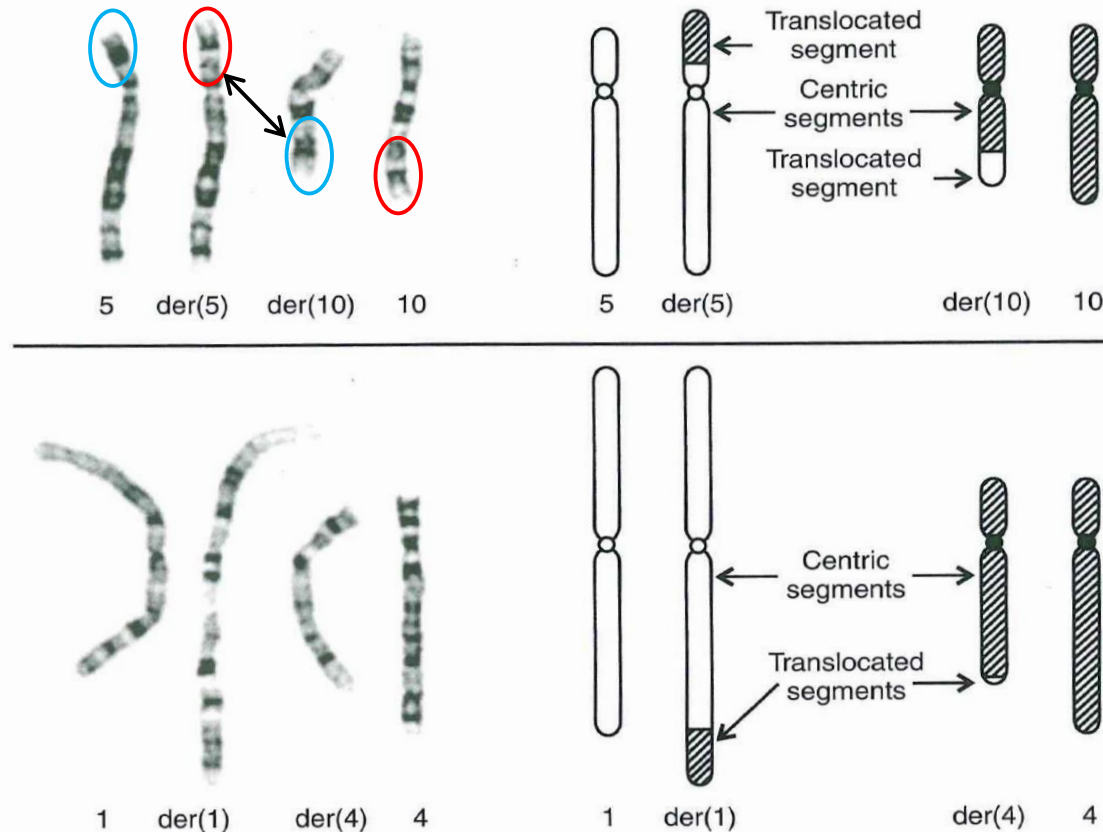 Translocated
segment
Centric
segments
Translocated
segment
5 der(5) der(10) 10 5 der(5) der(10) 10
Centric
segments
Translocated
segments
1 der(1) der(4) 4 1 der(1) der(4) 4